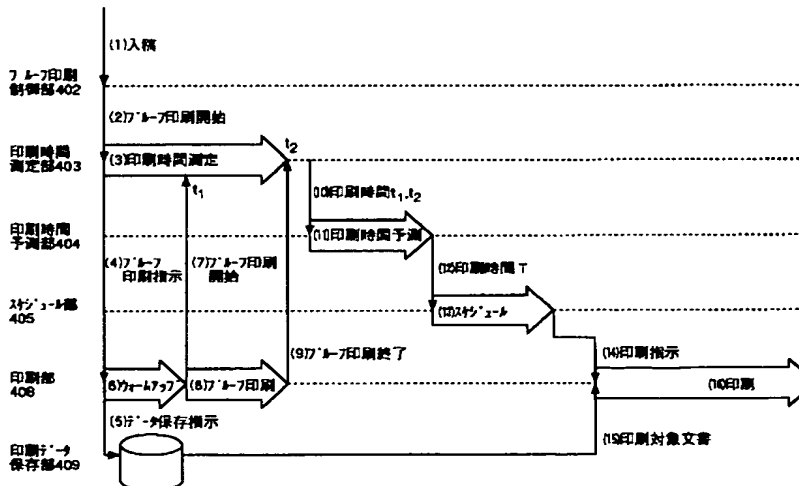 (1)入稿
プルーフ印刷
制御部402
(2)プルーフ印刷開始
印刷時間
測定部403
(3)印刷時間測定
t2
t1
(10)印刷時間t1,t2
印刷時間
予測部404
(11)印刷時間予測
(4)プルーフ
印刷指示
(7)プルーフ印刷
開始
(12)印刷時間T
スケジュール部
405
(13)スケジュール
(9)プルーフ印刷終了
(14)印刷指示
印刷部
408
(6)ウォームアップ
(8)プルーフ印刷
(16)印刷
(5)データ保存指示
印刷データ
保存部409
(15)印刷対象文書